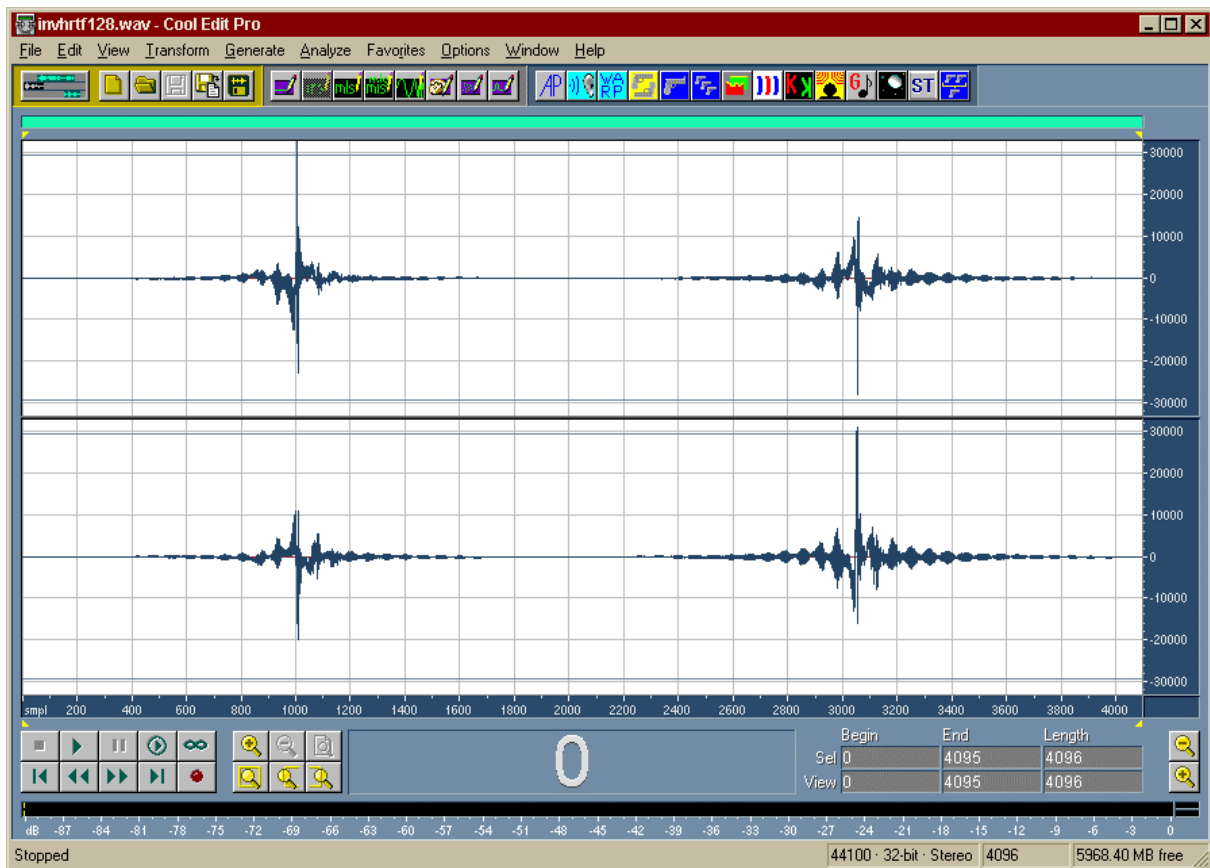 invhrtf128.wav - Cool Edit Pro
File Edit View Transform Generate Analyze Favorites Options Window Help
mls mls AP WARP K G ST
30000
20000
10000
0
-10000
-20000
-30000
30000
20000
10000
0
-10000
-20000
-30000
smpl 200 400 600 800 1000 1200 1400 1600 1800 2000 2200 2400 2600 2800 3000 3200 3400 3600 3800 4000
0
Begin End Length
Sel 0 4095 4096
View 0 4095 4096
dB -87 -84 -81 -78 -75 -72 -69 -66 -63 -60 -57 -54 -51 -48 -45 -42 -39 -36 -33 -30 -27 -24 -21 -18 -15 -12 -9 -6 -3 0
Stopped 44100 · 32-bit · Stereo 4096 5968.40 MB free